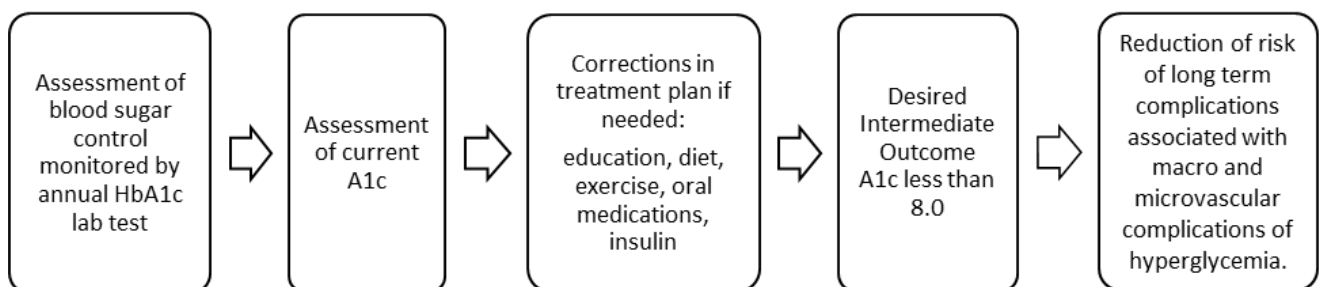 Assessment of
blood sugar
control
monitored by
annual HbA1c
lab test
Assessment
of current
A1c
Corrections in
treatment plan if
needed:
education, diet,
exercise, oral
medications,
insulin
Desired
Intermediate
Outcome
A1c less than
8.0
Reduction of risk
of long term
complications
associated with
macro and
microvascular
complications of
hyperglycemia.